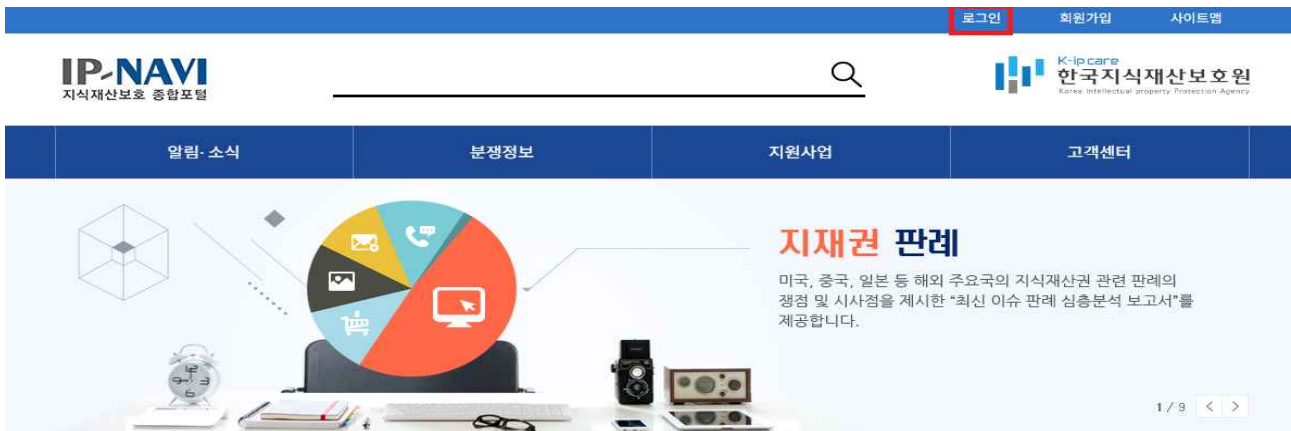 로그인 회원가입 사이트맵
IP-NAVI
지식재산보호 종합포털
K-ipcare
한국지식재산보호원
Korea Intellectual property Protection Agency
알림·소식 분쟁정보 지원사업 고객센터
지재권 판례
미국, 중국, 일본 등 해외 주요국의 지식재산권 관련 판례의
쟁점 및 시사점을 제시한 “최신 이슈 판례 심층분석 보고서”를
제공합니다.
1 / 9 < >